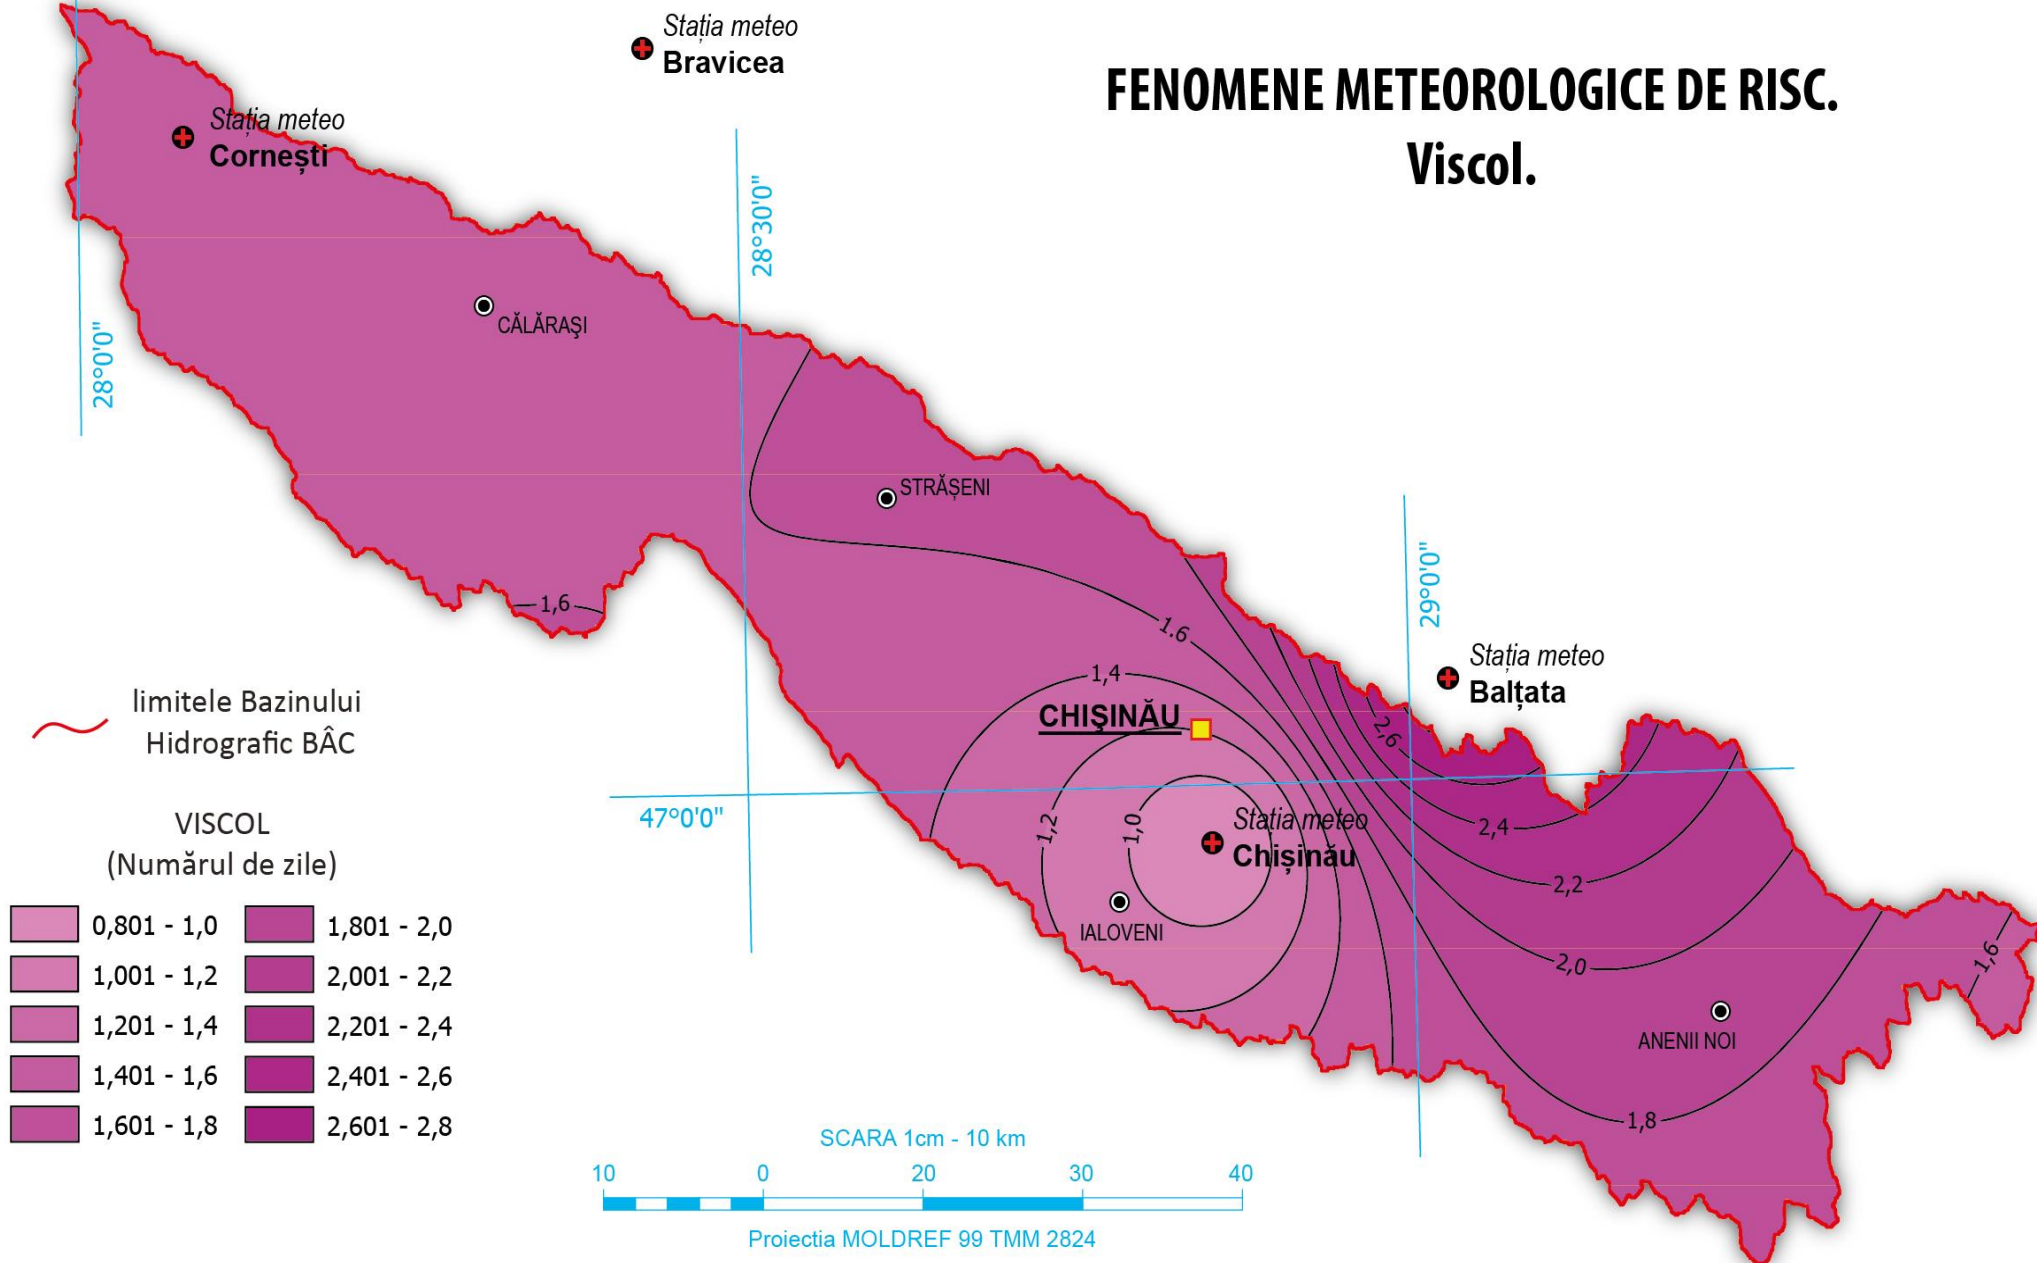 FENOMENE METEOROLOGICE DE RISC.
Viscol.
Stația meteo
Bravicea
Stația meteo
Cornești
28°30'0"
CĂLĂRAŞI
28°0'0"
STRĂȘENI
29°0'0"
1,6
1.6
Stația meteo
Balțata
1,4
CHIŞINĂU
2,6
47°0'0"
1,2
1,0
Stația meteo
Chișinău
2,4
2,2
IALOVENI
2,0
1,6
ANENII NOI
1,8
limitele Bazinului
Hidrografic BÂC
VISCOL
(Numărul de zile)
0,801 - 1,0
1,001 - 1,2
1,201 - 1,4
1,401 - 1,6
1,601 - 1,8
1,801 - 2,0
2,001 - 2,2
2,201 - 2,4
2,401 - 2,6
2,601 - 2,8
SCARA 1cm - 10 km
10 0 20 30 40
Proiectia MOLDREF 99 TMM 2824